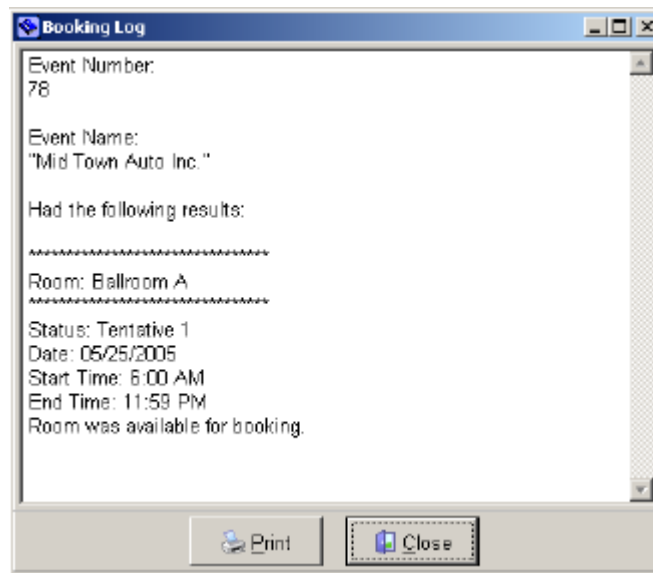 Booking Log
Event Number:
78
Event Name:
"Mid Town Auto Inc."
Had the following results:
********************************
Room: Ballroom A
********************************
Status: Tentative 1
Date: 05/25/2005
Start Time: 6:00 AM
End Time: 11:59 PM
Room was available for booking.
Print
Close